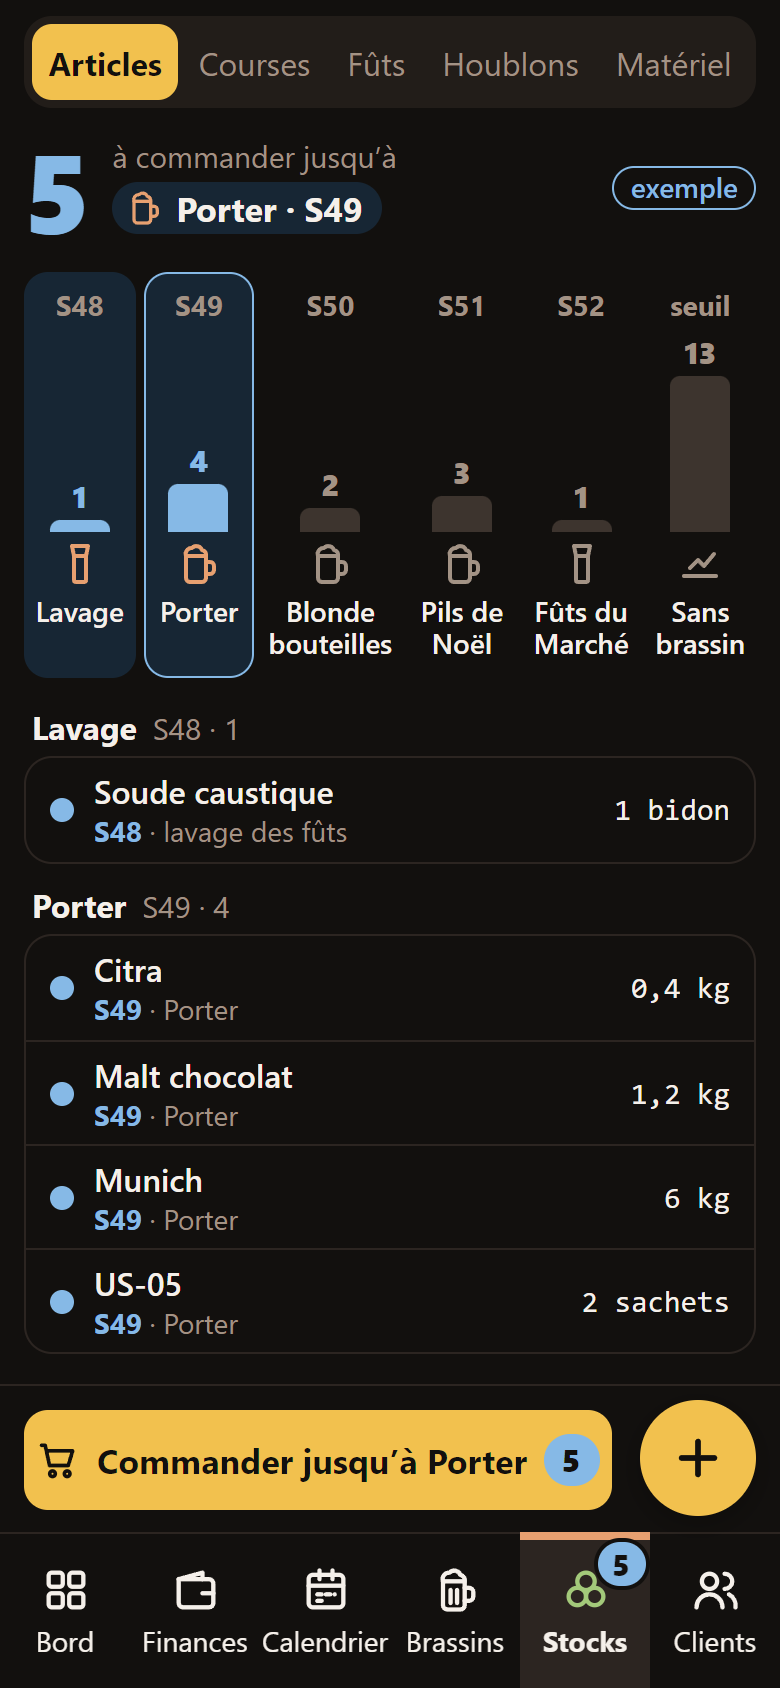 Articles Courses Fûts Houblons Matériel
5
à commander jusqu’à
Porter · S49
exemple
S48 S49 S50 S51 S52 seuil
1 4 2 3 1 13
Lavage Porter Blonde bouteilles Pils de Noël Fûts du Marché Sans brassin
Lavage S48 · 1
Soude caustique
S48 · lavage des fûts
1 bidon
Porter S49 · 4
Citra
S49 · Porter
0,4 kg
Malt chocolat
S49 · Porter
1,2 kg
Munich
S49 · Porter
6 kg
US-05
S49 · Porter
2 sachets
Commander jusqu’à Porter 5
5
Bord Finances Calendrier Brassins Stocks Clients